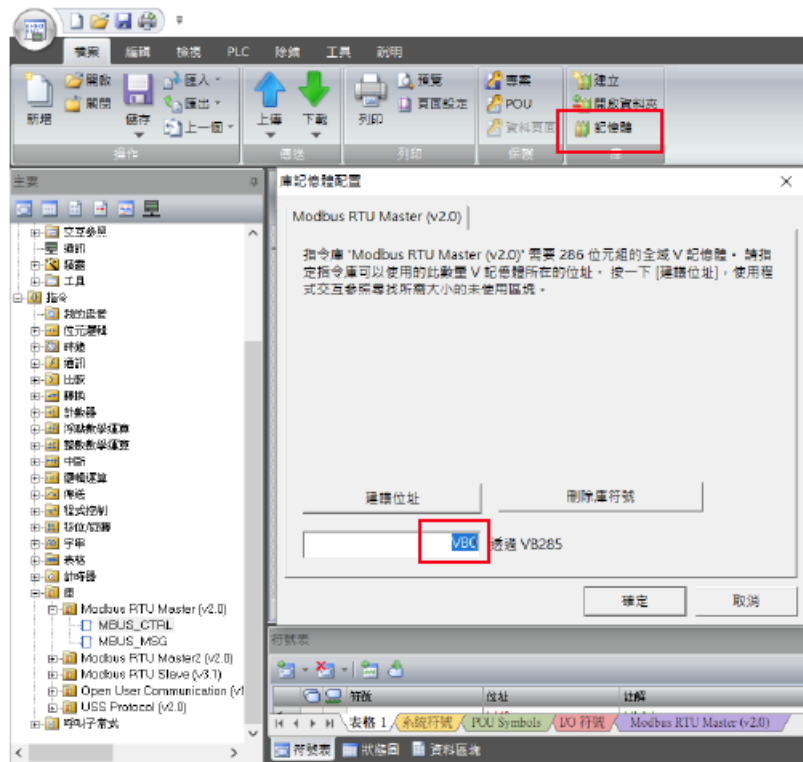 檔案 編輯 檢視 PLC 除錯 工具 說明
新增
開啟
關閉
儲存
匯入
匯出
上一個
操作
上傳 下載
傳送
列印
預覽
頁面設定
列印
專案
POU
資料頁面
保護
建立
開啟資料夾
記憶體
庫
主要
交互參照
通訊
精靈
工具
指令
我的最愛
位元邏輯
時鐘
通訊
比較
轉換
計數器
浮點數學運算
整數數學運算
中斷
邏輯運算
傳送
程式控制
移位/迴轉
字串
表格
計時器
庫
Modbus RTU Master (v2.0)
MBUS_CTRL
MBUS_MSG
Modbus RTU Master2 (v2.0)
Modbus RTU Slave (v3.1)
Open User Communication (v1
USS Protocol (v2.0)
呼叫子常式
庫記憶體配置
Modbus RTU Master (v2.0)
指令庫 "Modbus RTU Master (v2.0)" 需要 286 位元組的全域 V 記憶體。 請指
定指令庫可以使用的此數量 V 記憶體所在的位址。 按一下 [建議位址]，使用程
式交互參照尋找所需大小的未使用區塊。
建議位址 刪除庫符號
VB0 透過 VB285
確定 取消
符號表
符號 位址 註解
表格 1 系統符號 POU Symbols I/O 符號 Modbus RTU Master (v2.0)
符號表 狀態圖 資料區塊